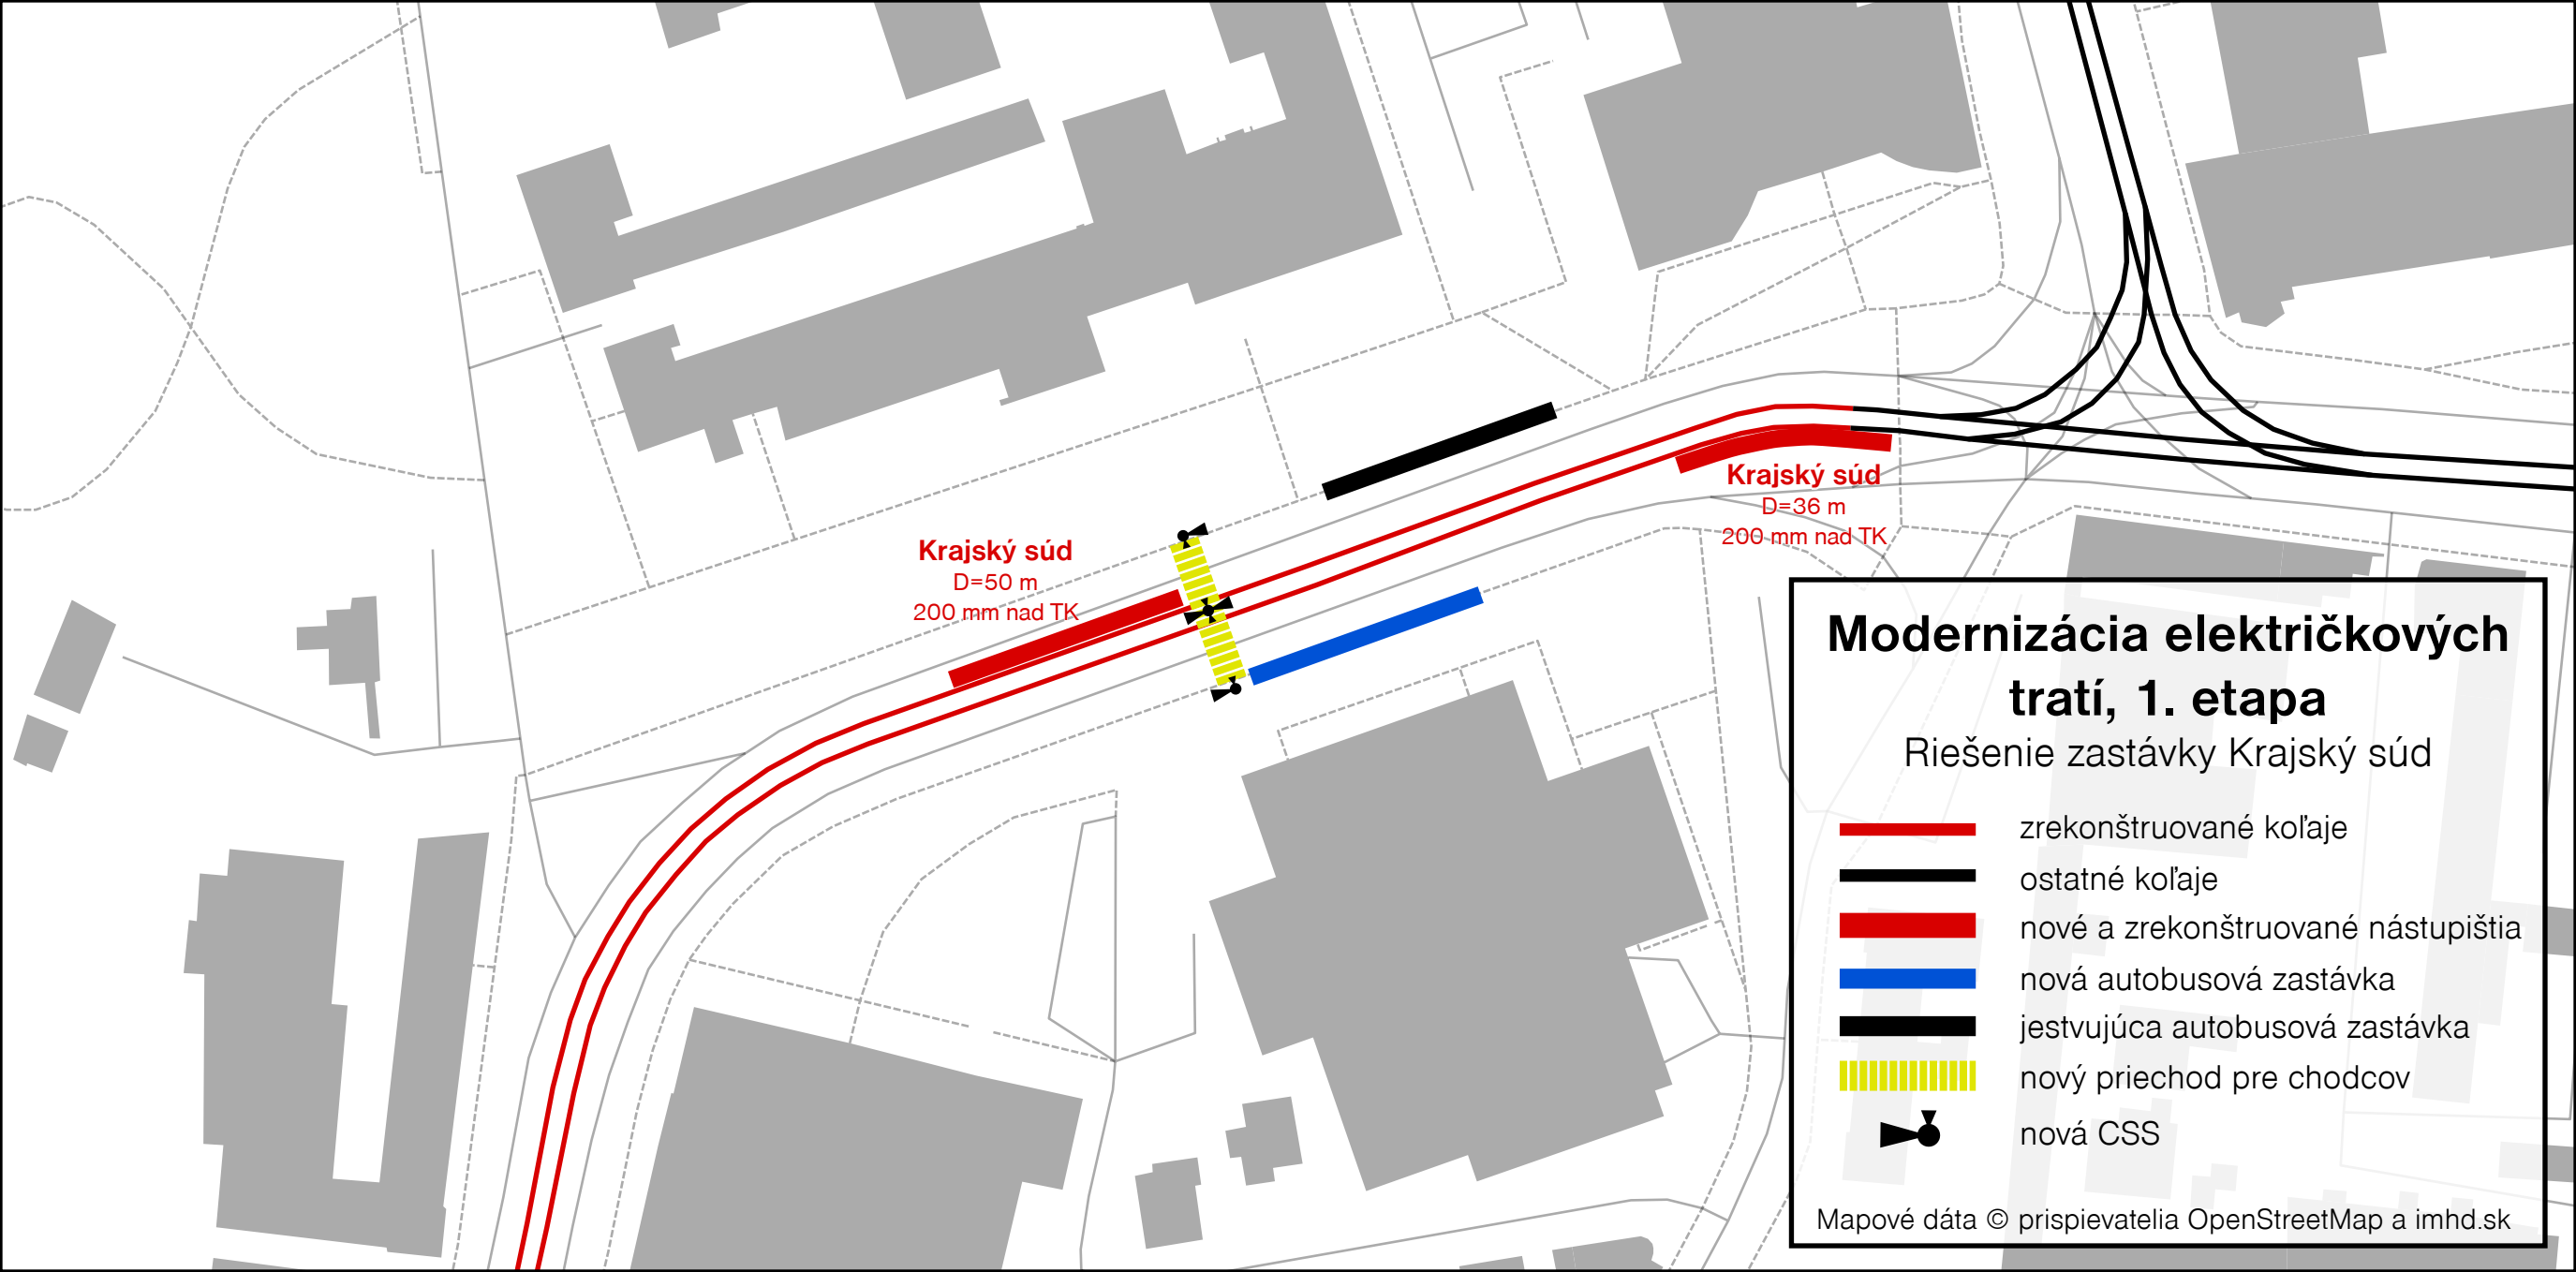 Krajský súd
D=50 m
200 mm nad TK
Krajský súd
D=36 m
200 mm nad TK
Modernizácia električkových
tratí, 1. etapa
Riešenie zastávky Krajský súd
zrekonštruované koľaje
ostatné koľaje
nové a zrekonštruované nástupištia
nová autobusová zastávka
jestvujúca autobusová zastávka
nový priechod pre chodcov
nová CSS
Mapové dáta © prispievatelia OpenStreetMap a imhd.sk